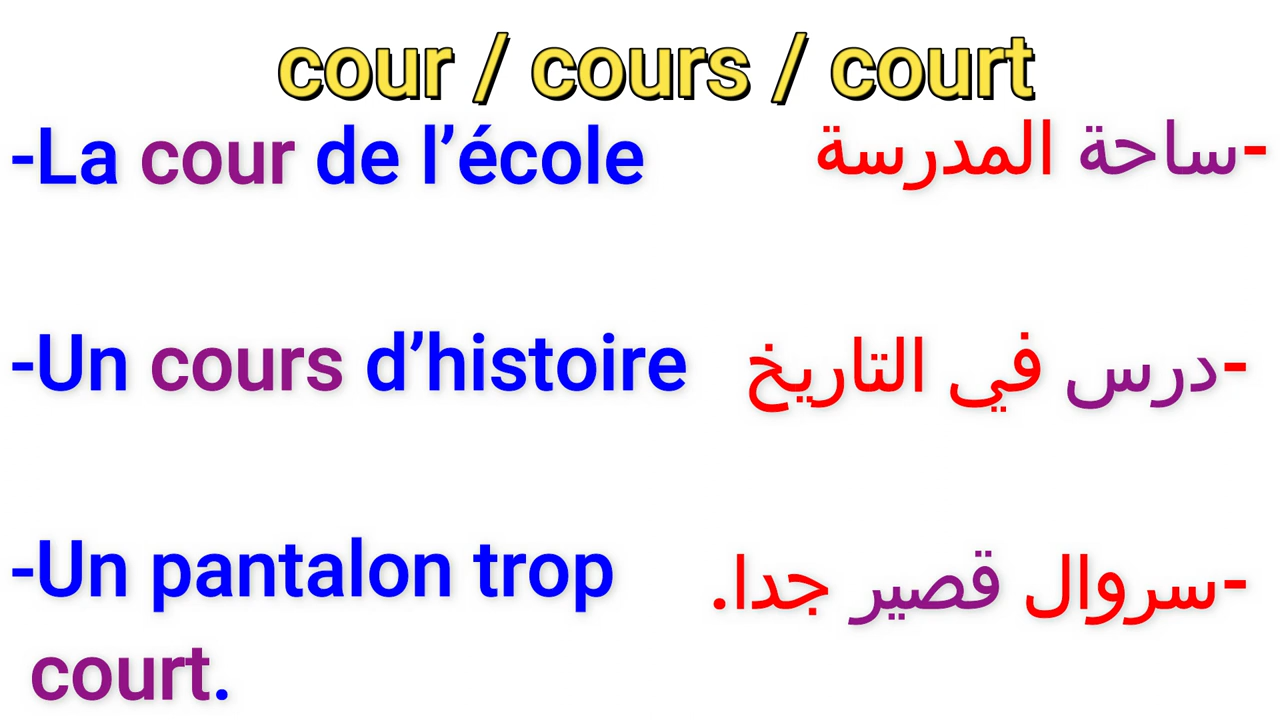 cour / cours / court
-La cour de l’école
-ساحة المدرسة
-Un cours d’histoire
-درس في التاريخ
-Un pantalon trop
court.
-سروال قصير جدا.